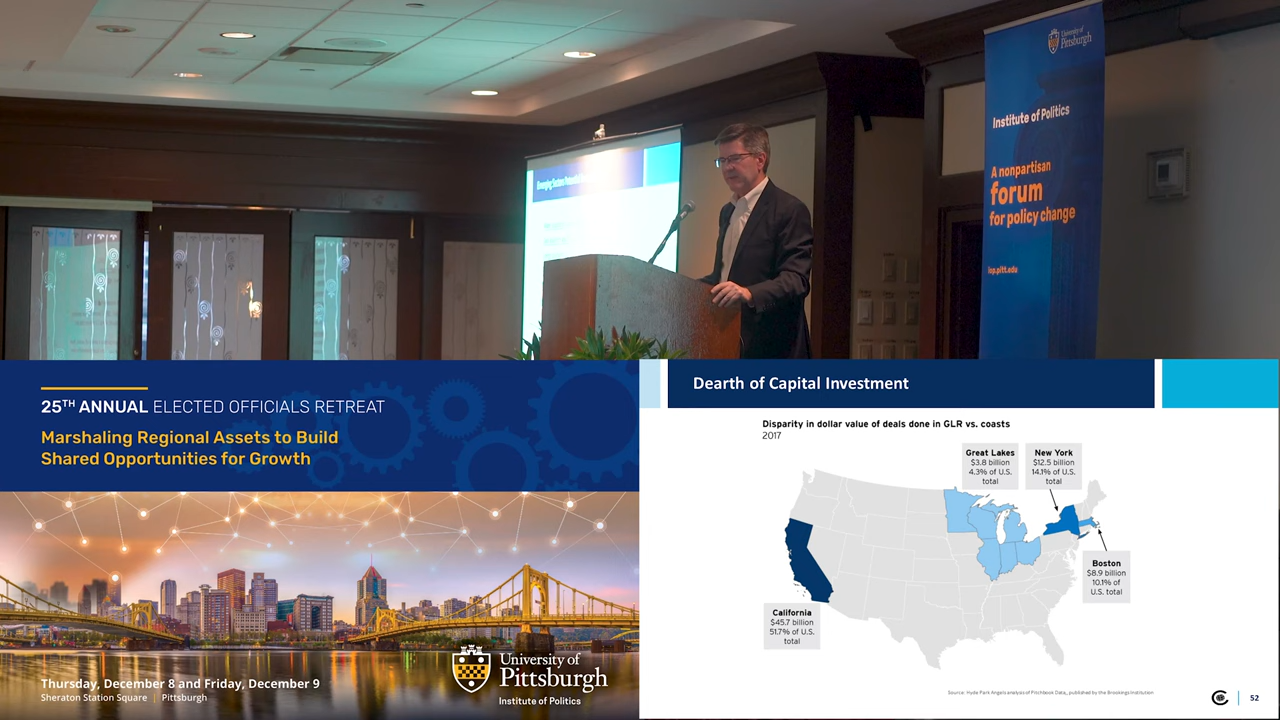 University of
Pittsburgh
Institute of Politics
A nonpartisan
forum
for policy change
iop.pitt.edu
25TH ANNUAL ELECTED OFFICIALS RETREAT
Marshaling Regional Assets to Build
Shared Opportunities for Growth
Thursday, December 8 and Friday, December 9
Sheraton Station Square | Pittsburgh
University of
Pittsburgh
Institute of Politics
Dearth of Capital Investment
Disparity in dollar value of deals done in GLR vs. coasts
2017
Great Lakes
$3.8 billion
4.3% of U.S.
total
New York
$12.5 billion
14.1% of U.S.
total
Boston
$8.9 billion
10.1% of
U.S. total
California
$45.7 billion
51.7% of U.S.
total
Source: Hyde Park Angels analysis of Pitchbook Data,, published by the Brookings Institution
52